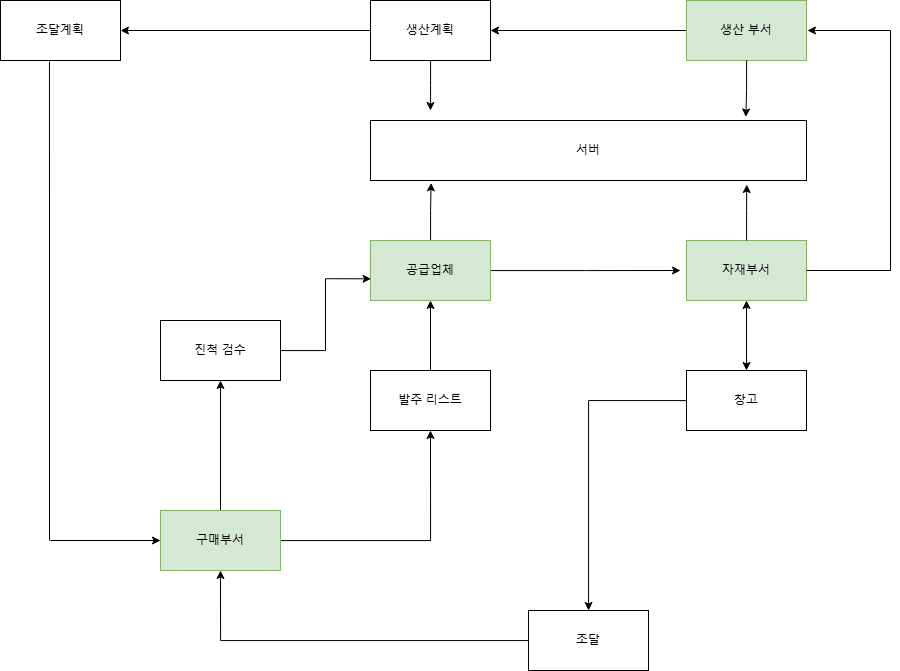 조달계획
생산계획
생산 부서
서버
공급업체
자재부서
진척 검수
발주 리스트
창고
구매부서
조달